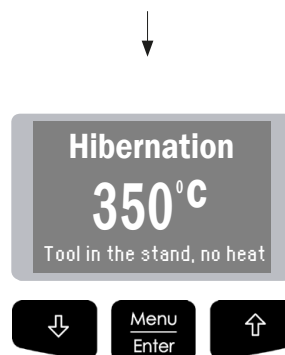 Hibernation
350°C
Tool in the stand, no heat
Menu
Enter